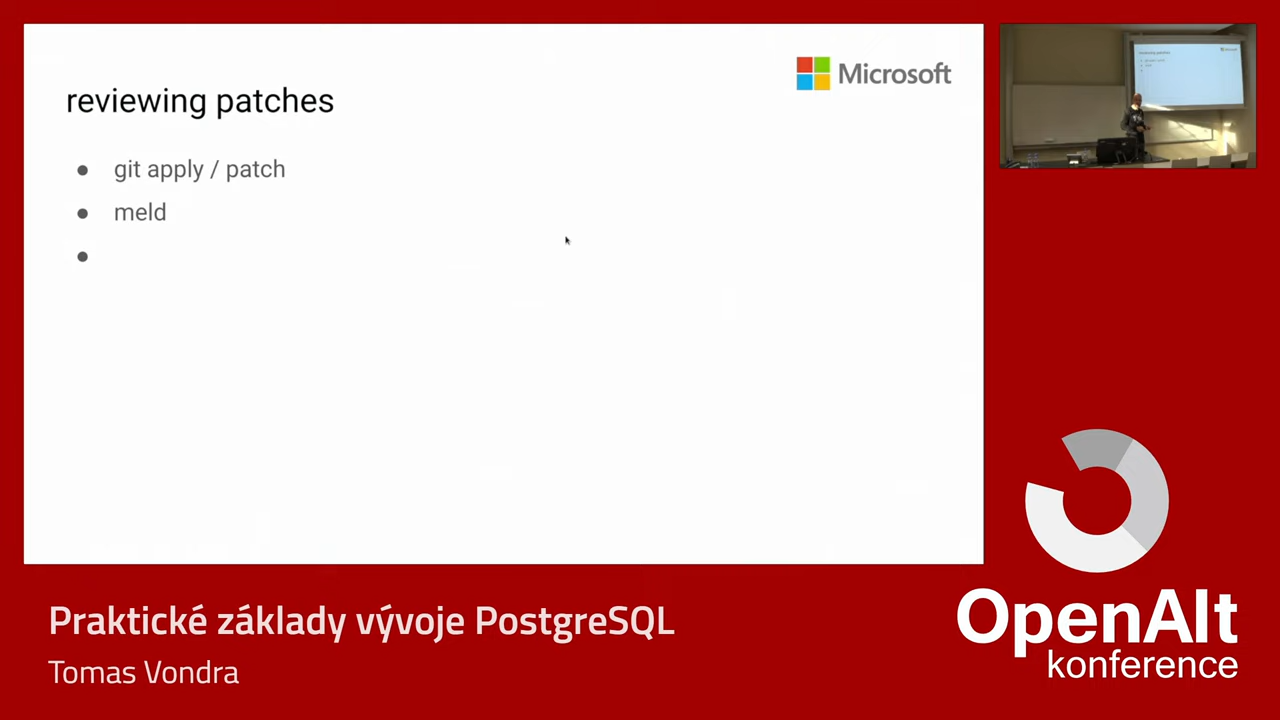 reviewing patches
Microsoft
● git apply / patch
● meld
●
Praktické základy vývoje PostgreSQL
Tomas Vondra
OpenAlt
konference